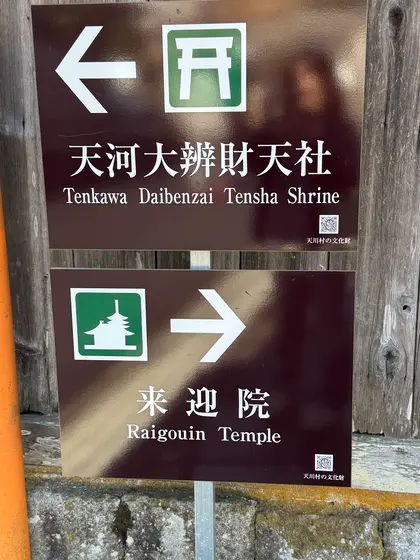 天河大辨財天社
Tenkawa Daibenzai Tensha Shrine
天川村の文化財
来迎院
Raigouin Temple
天川村の文化財